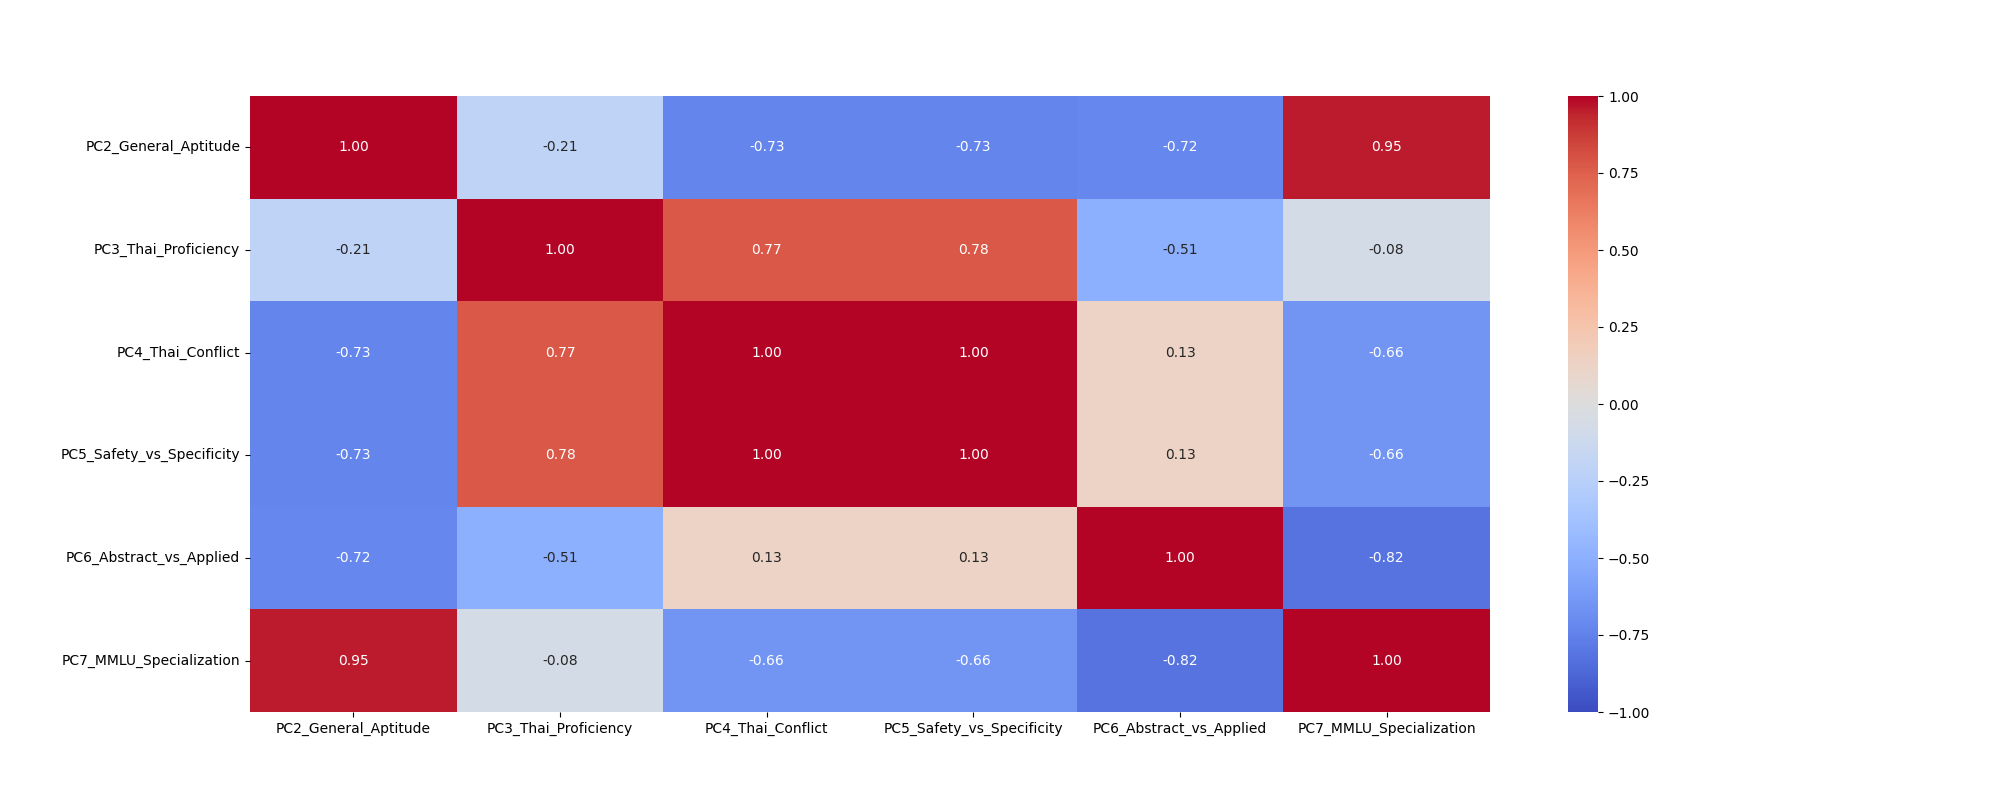 PC2_General_Aptitude 1.00 -0.21 -0.73 -0.73 -0.72 0.95
PC3_Thai_Proficiency -0.21 1.00 0.77 0.78 -0.51 -0.08
PC4_Thai_Conflict -0.73 0.77 1.00 1.00 0.13 -0.66
PC5_Safety_vs_Specificity -0.73 0.78 1.00 1.00 0.13 -0.66
PC6_Abstract_vs_Applied -0.72 -0.51 0.13 0.13 1.00 -0.82
PC7_MMLU_Specialization 0.95 -0.08 -0.66 -0.66 -0.82 1.00
PC2_General_Aptitude PC3_Thai_Proficiency PC4_Thai_Conflict PC5_Safety_vs_Specificity PC6_Abstract_vs_Applied PC7_MMLU_Specialization
1.00
0.75
0.50
0.25
0.00
−0.25
−0.50
−0.75
−1.00